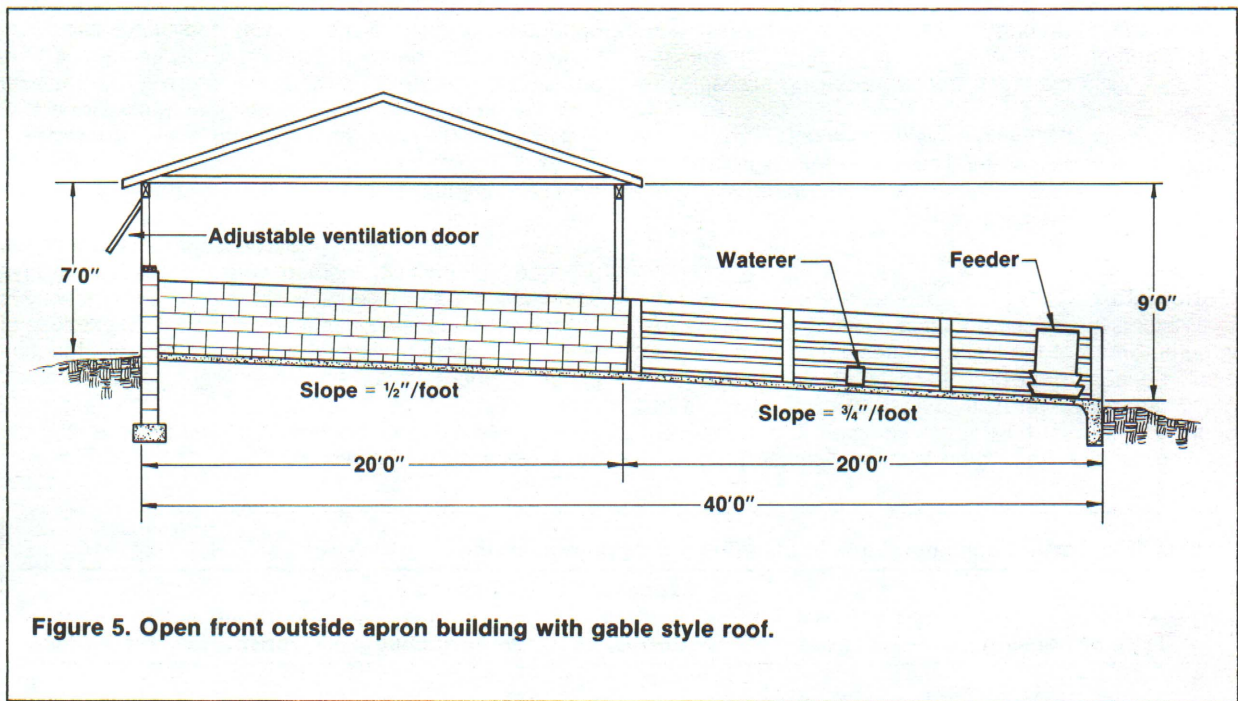 Adjustable ventilation door
Waterer
Feeder
7'0"
9'0"
Slope = ½"/foot
Slope = ¾"/foot
20'0"
20'0"
40'0"
Figure 5. Open front outside apron building with gable style roof.